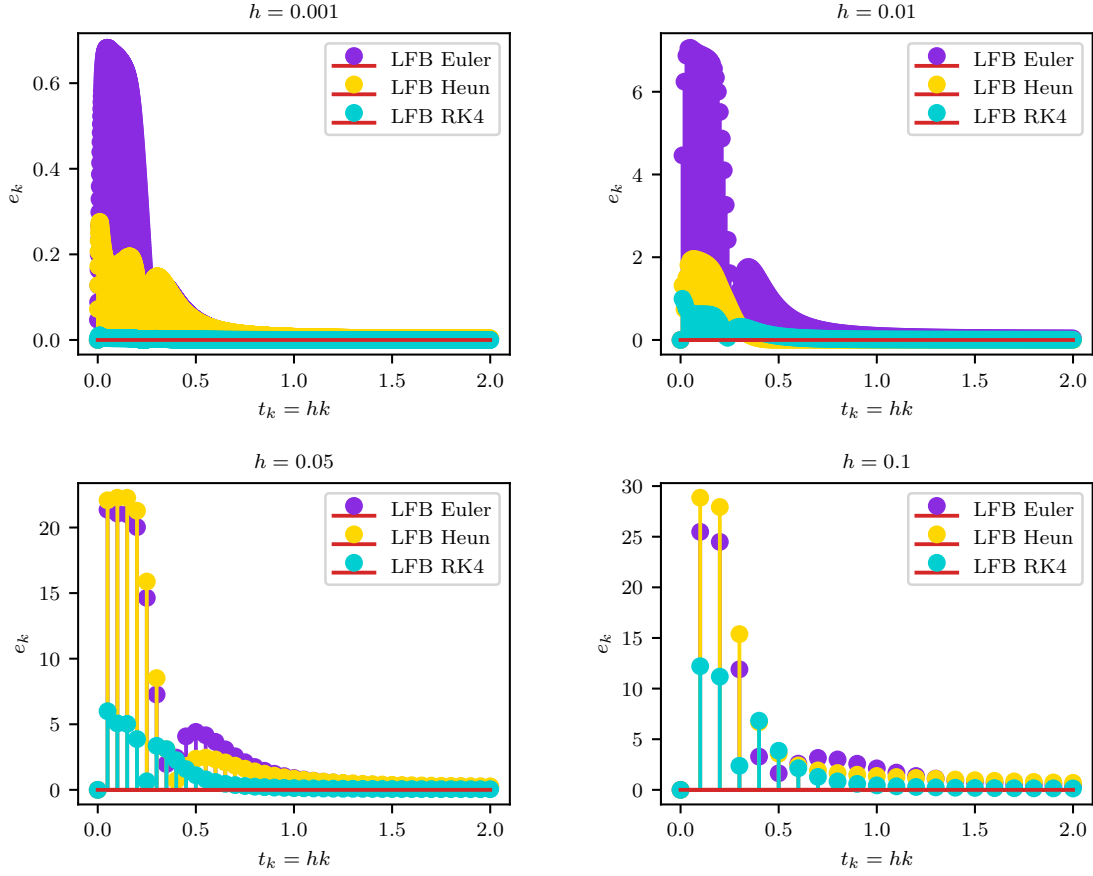 h = 0.001
0.6
0.4
0.2
0.0
e_k
LFB Euler
LFB Heun
LFB RK4
0.0 0.5 1.0 1.5 2.0
t_k = hk
h = 0.01
6
4
2
0
e_k
LFB Euler
LFB Heun
LFB RK4
0.0 0.5 1.0 1.5 2.0
t_k = hk
h = 0.05
20
15
10
5
0
e_k
LFB Euler
LFB Heun
LFB RK4
0.0 0.5 1.0 1.5 2.0
t_k = hk
h = 0.1
30
25
20
15
10
5
0
e_k
LFB Euler
LFB Heun
LFB RK4
0.0 0.5 1.0 1.5 2.0
t_k = hk